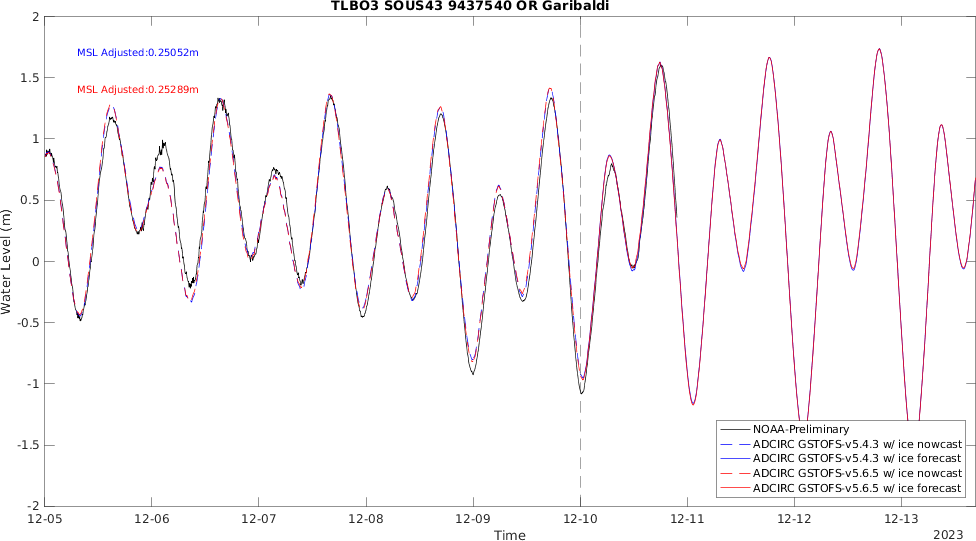 TLBO3 SOUS43 9437540 OR Garibaldi
MSL Adjusted:0.25052m
MSL Adjusted:0.25289m
Water Level (m)
2
1.5
1
0.5
0
-0.5
-1
-1.5
-2
NOAA-Preliminary
ADCIRC GSTOFS-v5.4.3 w/ ice nowcast
ADCIRC GSTOFS-v5.4.3 w/ ice forecast
ADCIRC GSTOFS-v5.6.5 w/ ice nowcast
ADCIRC GSTOFS-v5.6.5 w/ ice forecast
12-05 12-06 12-07 12-08 12-09 12-10 12-11 12-12 12-13
Time
2023